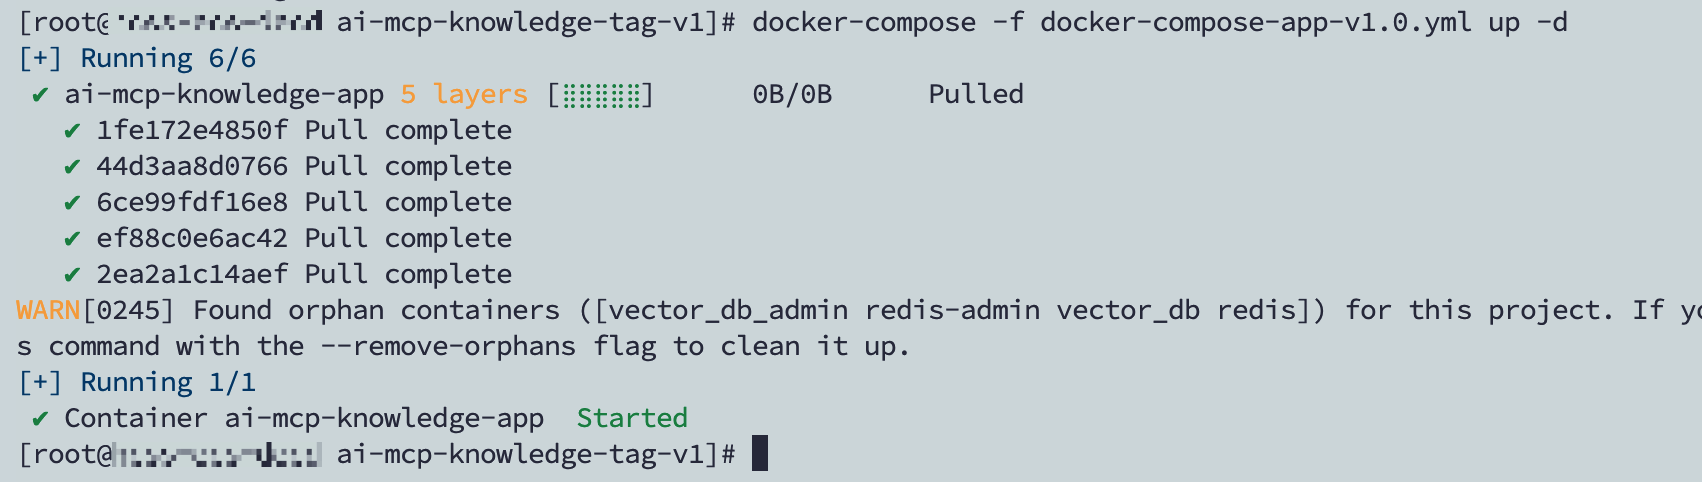 [root@ ai-mcp-knowledge-tag-v1]# docker-compose -f docker-compose-app-v1.0.yml up -d
[+] Running 6/6
✔ ai-mcp-knowledge-app 5 layers [⣿⣿⣿⣿⣿] 0B/0B Pulled
✔ 1fe172e4850f Pull complete
✔ 44d3aa8d0766 Pull complete
✔ 6ce99fdf16e8 Pull complete
✔ ef88c0e6ac42 Pull complete
✔ 2ea2a1c14aef Pull complete
WARN[0245] Found orphan containers ([vector_db_admin redis-admin vector_db redis]) for this project. If
s command with the --remove-orphans flag to clean it up.
[+] Running 1/1
✔ Container ai-mcp-knowledge-app Started
[root@ ai-mcp-knowledge-tag-v1]#